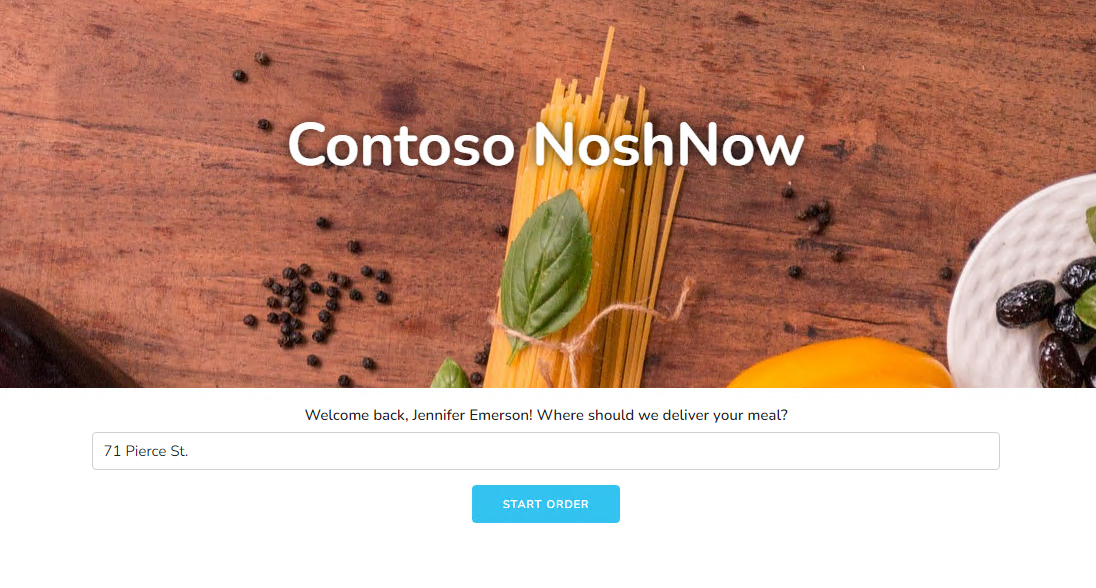 Contoso NoshNow
Welcome back, Jennifer Emerson! Where should we deliver your meal?
71 Pierce St.
START ORDER